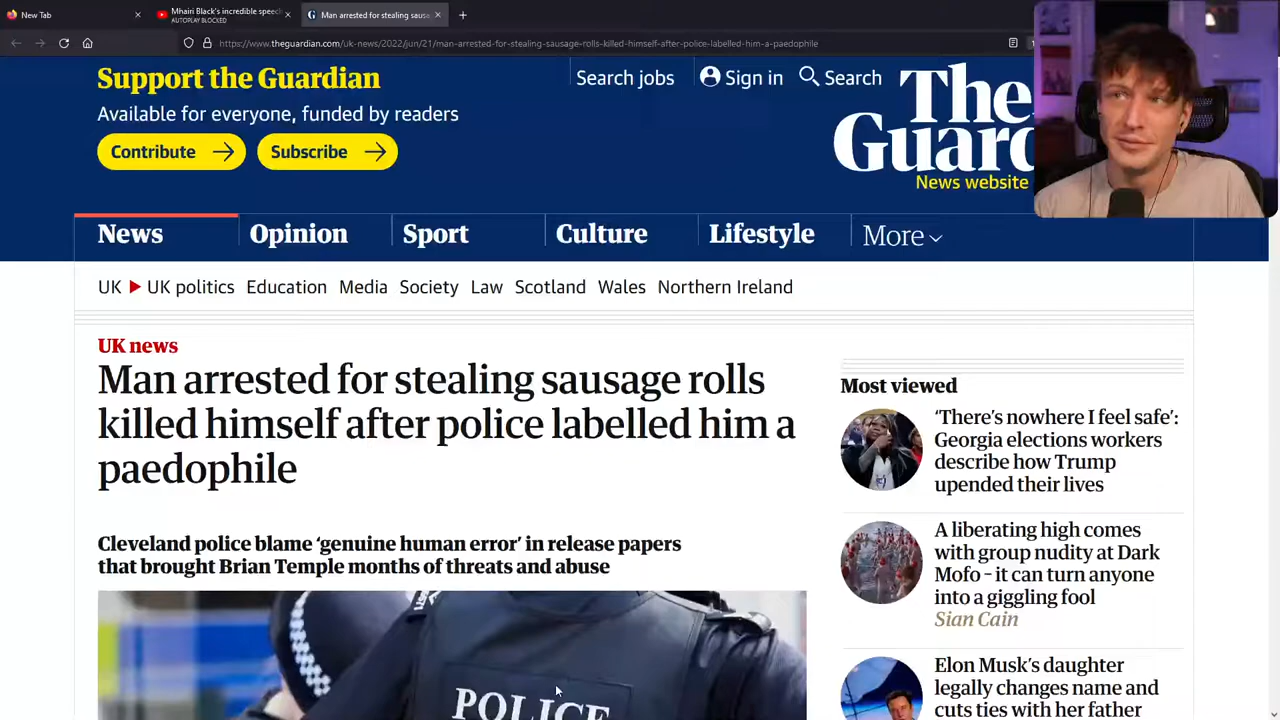 New Tab
Mhairi Black's incredible speech
AUTOPLAY BLOCKED
Man arrested for stealing saus
https://www.theguardian.com/uk-news/2022/jun/21/man-arrested-for-stealing-sausage-rolls-killed-himself-after-police-labelled-him-a-paedophile
Support the Guardian
Available for everyone, funded by readers
Contribute
Subscribe
Search jobs
Sign in
Search
The
Guard
News website
News
Opinion
Sport
Culture
Lifestyle
More
UK
UK politics
Education
Media
Society
Law
Scotland
Wales
Northern Ireland
UK news
Man arrested for stealing sausage rolls
killed himself after police labelled him a
paedophile
Cleveland police blame ‘genuine human error’ in release papers
that brought Brian Temple months of threats and abuse
POLICE
Most viewed
‘There’s nowhere I feel safe’:
Georgia elections workers
describe how Trump
upended their lives
A liberating high comes
with group nudity at Dark
Mofo – it can turn anyone
into a giggling fool
Sian Cain
Elon Musk’s daughter
legally changes name and
cuts ties with her father